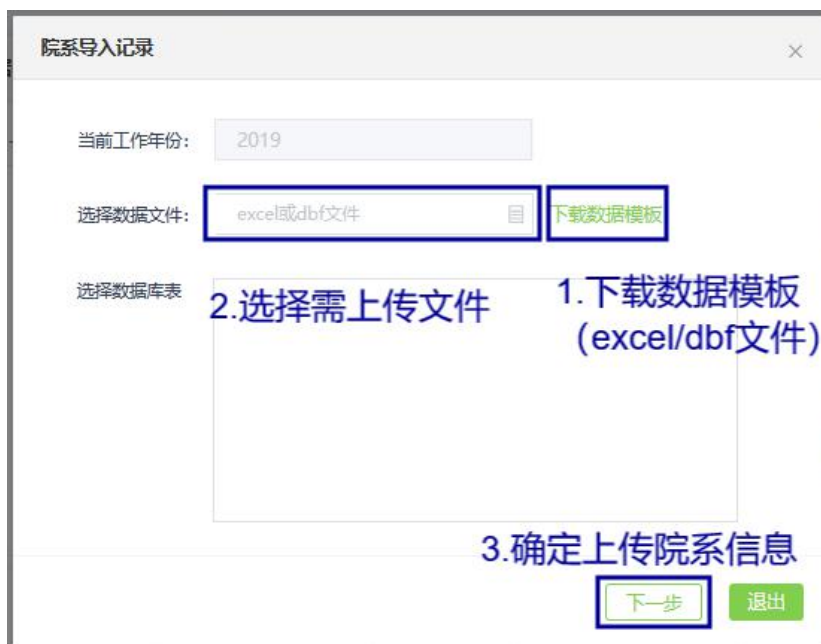 院系导入记录
当前工作年份: 2019
选择数据文件: excel或dbf文件 下载数据模板
选择数据库表
2.选择需上传文件
1.下载数据模板
(excel/dbf文件)
3.确定上传院系信息
下一步 退出